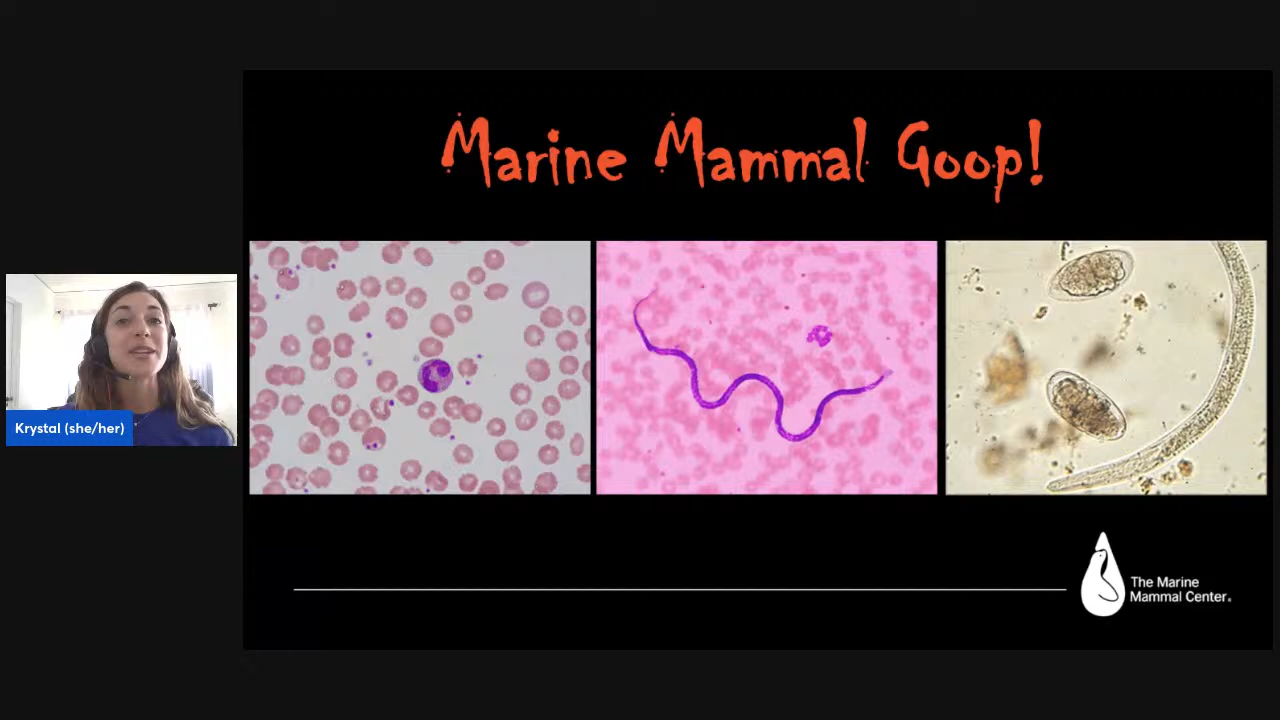 Marine Mammal Goop!
Krystal (she/her)
The Marine
Mammal Center.